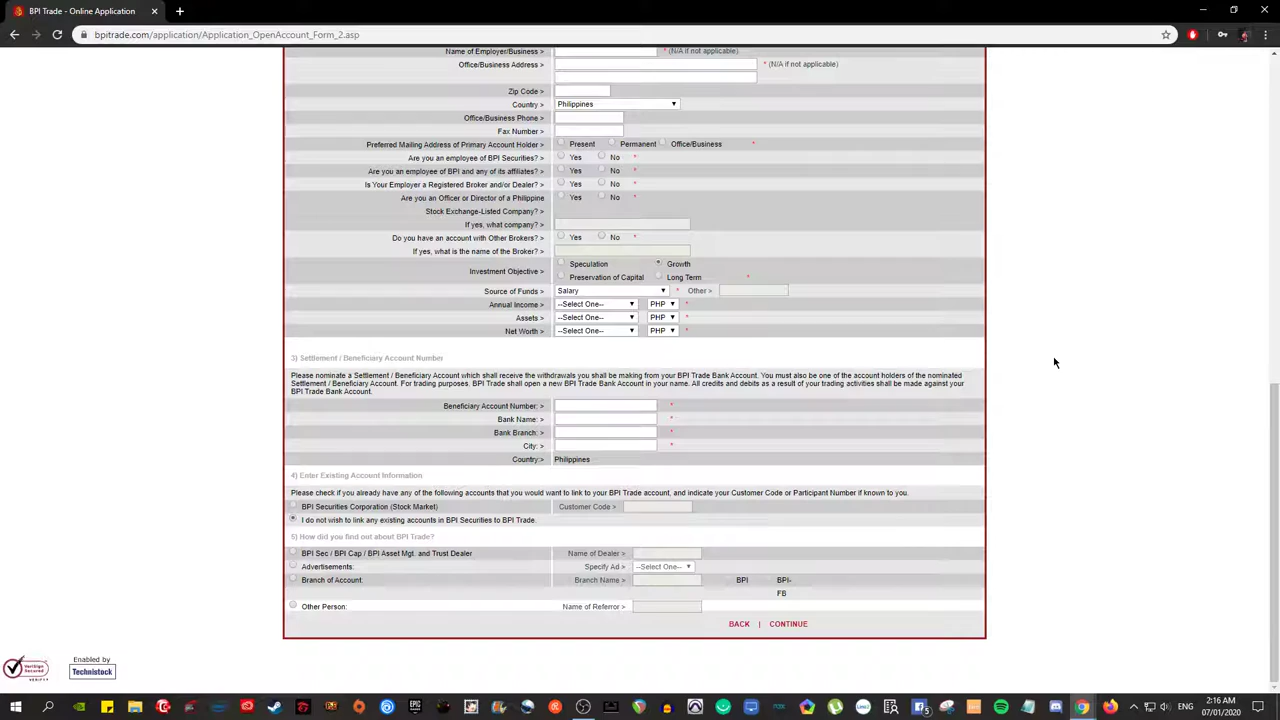 BPI Trade - Online Application
bpitrade.com/application/Application_OpenAccount_Form_2.asp
Name of Employer/Business > * (N/A if not applicable)
Office/Business Address > * (N/A if not applicable)
Zip Code >
Country > Philippines
Office/Business Phone >
Fax Number >
Preferred Mailing Address of Primary Account Holder > Present Permanent Office/Business *
Are you an employee of BPI Securities? > Yes No *
Are you an employee of BPI and any of its affiliates? > Yes No *
Is Your Employer a Registered Broker and/or Dealer? > Yes No *
Are you an Officer or Director of a Philippine Yes No
Stock Exchange-Listed Company? >
If yes, what company? >
Do you have an account with Other Brokers? > Yes No *
If yes, what is the name of the Broker? >
Speculation Growth
Investment Objective >
Preservation of Capital Long Term *
Source of Funds > Salary * Other >
Annual Income > --Select One-- PHP *
Assets > --Select One-- PHP *
Net Worth > --Select One-- PHP *
3) Settlement / Beneficiary Account Number
Please nominate a Settlement / Beneficiary Account which shall receive the withdrawals you shall be making from your BPI Trade Bank Account. You must also be one of the account holders of the nominated
Settlement / Beneficiary Account. For trading purposes, BPI Trade shall open a new BPI Trade Bank Account in your name. All credits and debits as a result of your trading activities shall be made against your
BPI Trade Bank Account.
Beneficiary Account Number: > *
Bank Name: > *
Bank Branch: > *
City: > *
Country:> Philippines
4) Enter Existing Account Information
Please check if you already have any of the following accounts that you would want to link to your BPI Trade account, and indicate your Customer Code or Participant Number if known to you.
BPI Securities Corporation (Stock Market) Customer Code >
I do not wish to link any existing accounts in BPI Securities to BPI Trade.
5) How did you find out about BPI Trade?
BPI Sec / BPI Cap / BPI Asset Mgt. and Trust Dealer Name of Dealer >
Advertisements: Specify Ad > --Select One--
Branch of Account: Branch Name > BPI BPI-
FB
Other Person: Name of Referror >
BACK | CONTINUE
VeriSign
Secured
Enabled by
Technistock
2:16 AM
07/01/2020